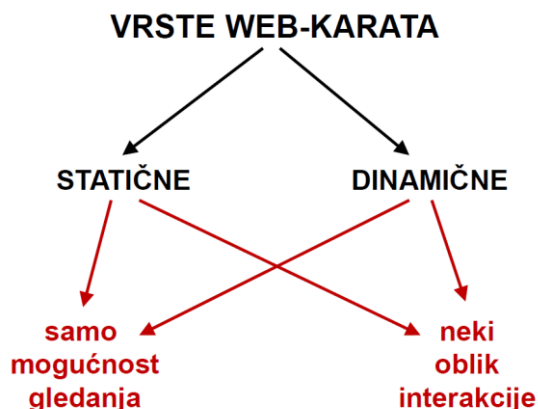 VRSTE WEB-KARATA
STATIČNE
DINAMIČNE
samo
mogućnost
gledanja
neki
oblik
interakcije